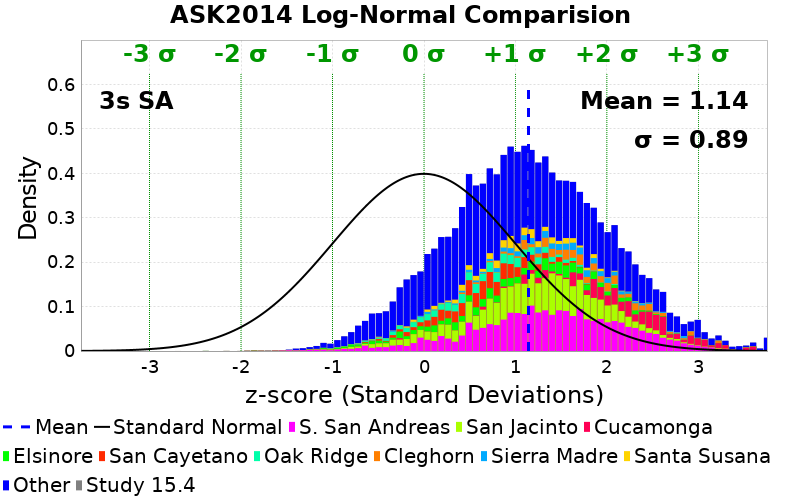 ASK2014 Log-Normal Comparision
-3 σ -2 σ -1 σ 0 σ +1 σ +2 σ +3 σ
3s SA
Mean = 1.14
σ = 0.89
Density
0.6
0.5
0.4
0.3
0.2
0.1
0
-3 -2 -1 0 1 2 3
z-score (Standard Deviations)
Mean Standard Normal S. San Andreas San Jacinto Cucamonga
Elsinore San Cayetano Oak Ridge Cleghorn Sierra Madre Santa Susana
Other Study 15.4